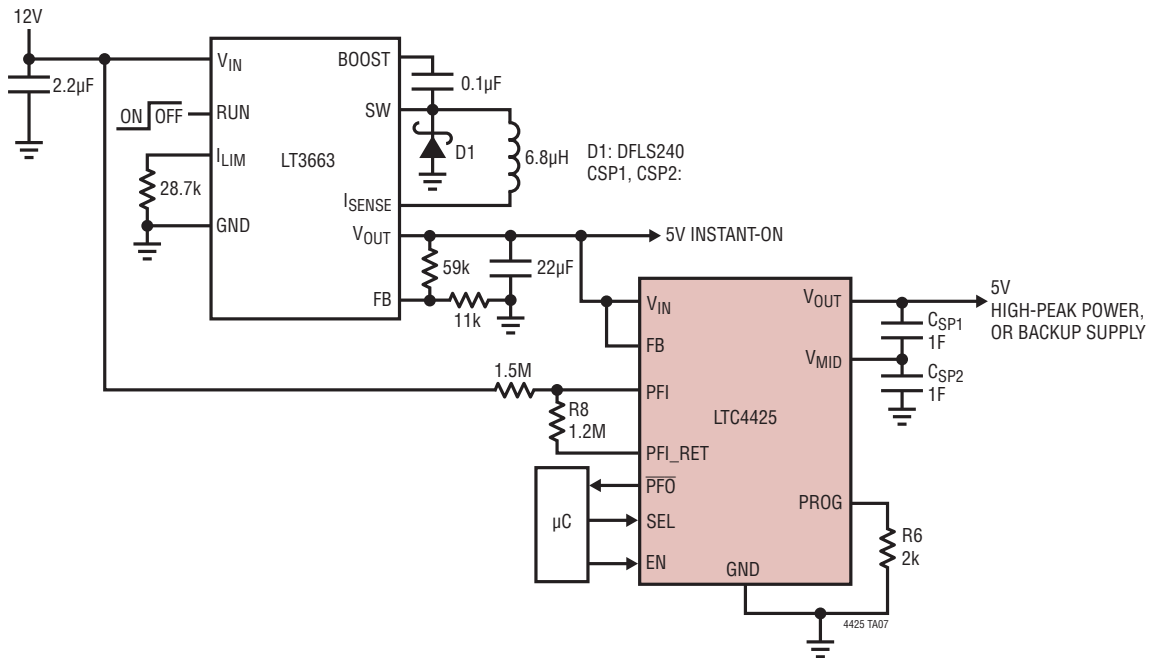 12V
2.2µF
VIN
BOOST
0.1µF
ON OFF
RUN
SW
D1
ILIM
LT3663
6.8µH
D1: DFLS240
CSP1, CSP2:
28.7k
ISENSE
GND
VOUT
5V INSTANT-ON
59k
22µF
FB
11k
VIN
VOUT
5V
HIGH-PEAK POWER,
OR BACKUP SUPPLY
CSP1
1F
FB
VMID
CSP2
1F
1.5M
PFI
R8
1.2M
LTC4425
PFI_RET
PFO
µC
SEL
PROG
EN
R6
2k
GND
4425 TA07